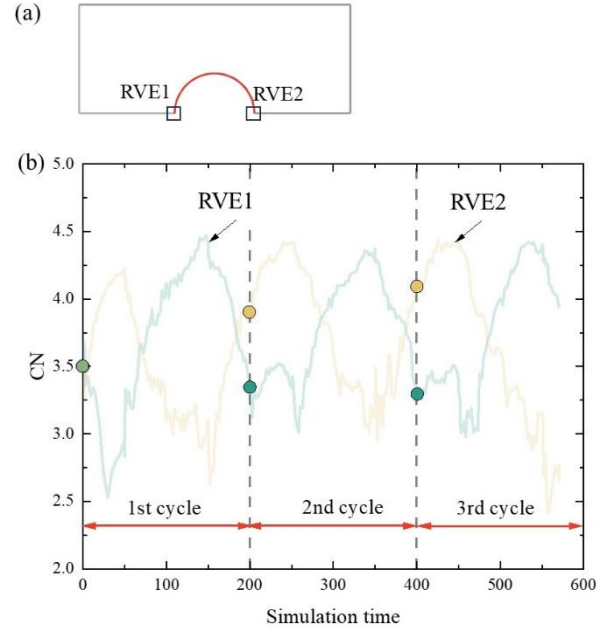 (a)
RVE1
RVE2
(b)
5.0
4.5
4.0
3.5
3.0
2.5
2.0
CN
RVE1
RVE2
1st cycle
2nd cycle
3rd cycle
0
100
200
300
400
500
600
Simulation time